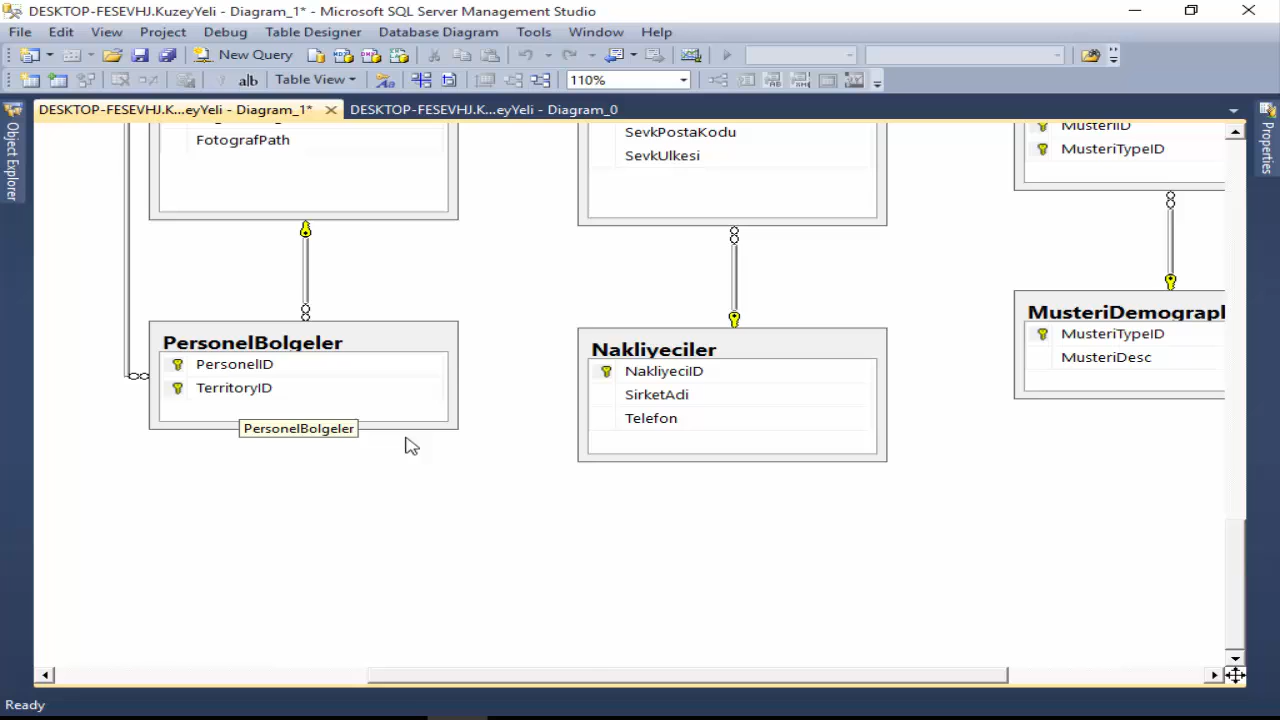 DESKTOP-FESEVHJ.KuzeyYeli - Diagram_1* - Microsoft SQL Server Management Studio
File Edit View Project Debug Table Designer Database Diagram Tools Window Help
New Query
Table View 110%
DESKTOP-FESEVHJ.K...eyYeli - Diagram_1* DESKTOP-FESEVHJ.K...eyYeli - Diagram_0
Object Explorer
Properties
FotografPath
SevkPostaKodu
SevkUlkesi
MusteriID
MusteriTypeID
PersonelBolgeler
PersonelID
TerritoryID
PersonelBolgeler
Nakliyeciler
NakliyeciID
SirketAdi
Telefon
MusteriDemograp
MusteriTypeID
MusteriDesc
Ready